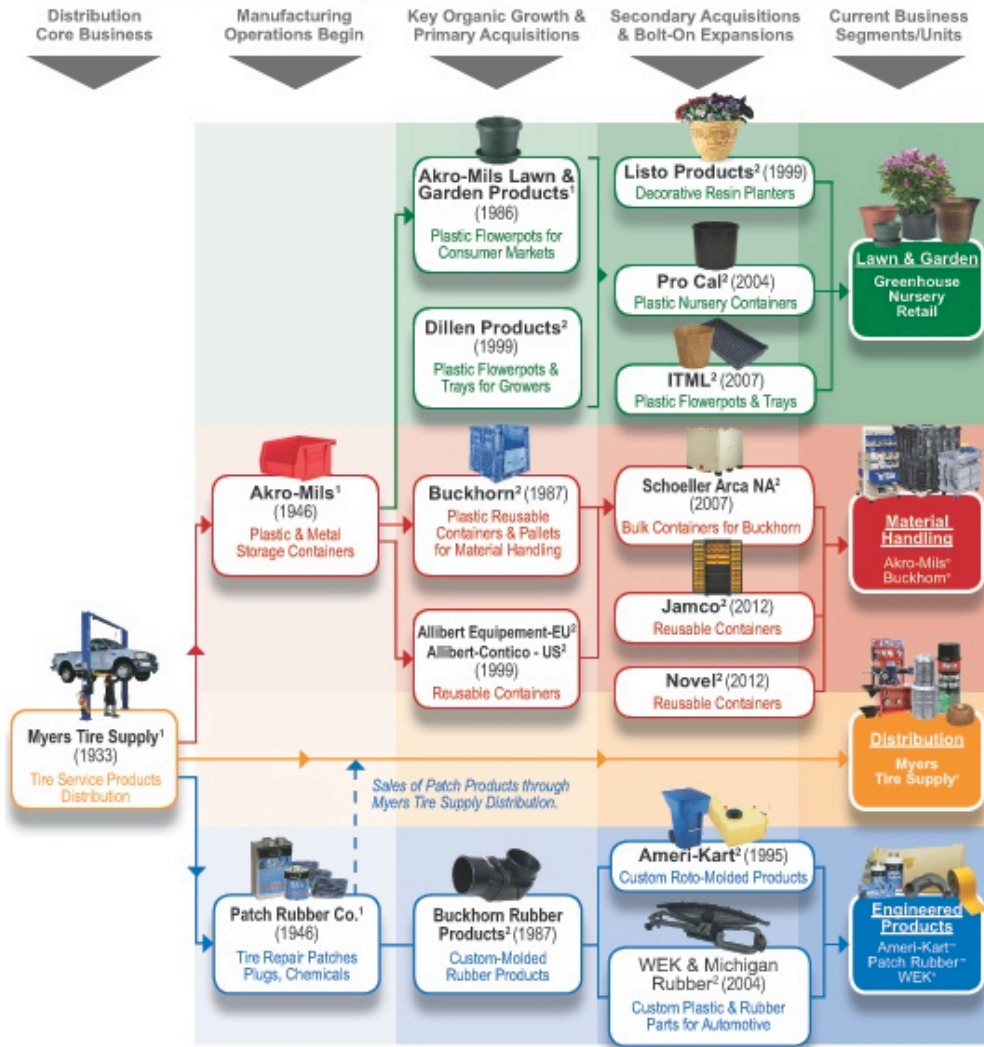 Distribution
Core Business
Manufacturing
Operations Begin
Key Organic Growth &
Primary Acquisitions
Secondary Acquisitions
& Bolt-On Expansions
Current Business
Segments/Units
Akro-Mils Lawn &
Garden Products¹
(1986)
Plastic Flowerpots for
Consumer Markets
Dillen Products²
(1999)
Plastic Flowerpots &
Trays for Growers
Listo Products² (1999)
Decorative Resin Planters
Pro Cal² (2004)
Plastic Nursery Containers
ITML² (2007)
Plastic Flowerpots & Trays
Lawn & Garden
Greenhouse
Nursery
Retail
Akro-Mils¹
(1946)
Plastic & Metal
Storage Containers
Buckhorn² (1987)
Plastic Reusable
Containers & Pallets
for Material Handling
Allibert Equipement-EU²
Allibert-Contico - US²
(1999)
Reusable Containers
Schoeller Arca NA²
(2007)
Bulk Containers for Buckhorn
Jamco² (2012)
Reusable Containers
Novel² (2012)
Reusable Containers
Material
Handling
Akro-Mils®
Buckhorn®
Myers Tire Supply¹
(1933)
Tire Service Products
Distribution
Sales of Patch Products through
Myers Tire Supply Distribution.
Distribution
Myers
Tire Supply®
Patch Rubber Co.¹
(1946)
Tire Repair Patches
Plugs, Chemicals
Buckhorn Rubber
Products² (1987)
Custom-Molded
Rubber Products
Ameri-Kart² (1995)
Custom Roto-Molded Products
WEK & Michigan
Rubber² (2004)
Custom Plastic & Rubber
Parts for Automotive
Engineered
Products
Ameri-Kart™
Patch Rubber™
WEK®